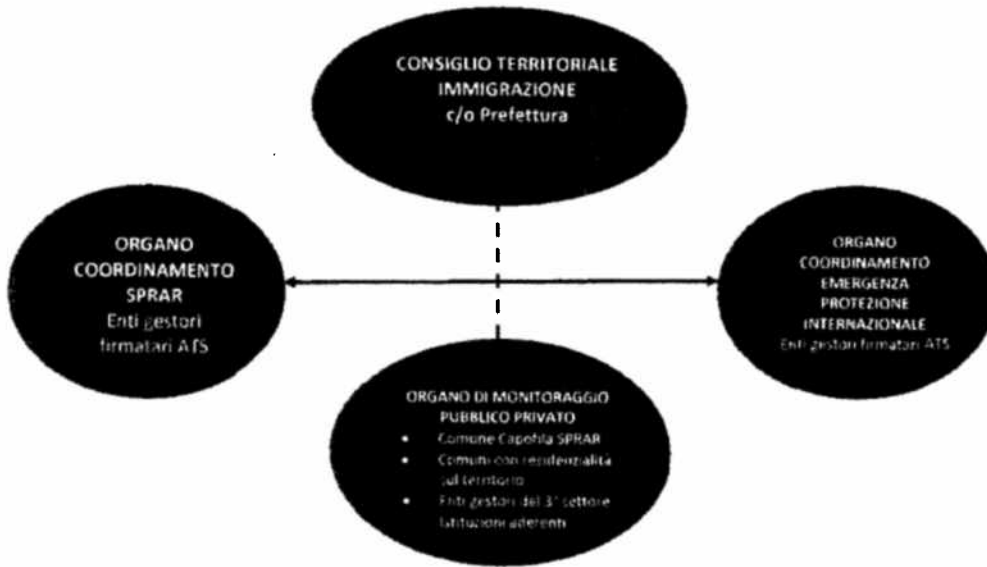 CONSIGLIO TERRITORIALE
IMMIGRAZIONE
c/o Prefettura
ORGANO
COORDINAMENTO
SPRAR
Enti gestori
firmatari ATS
ORGANO
COORDINAMENTO
EMERGENZA
PROTEZIONE
INTERNAZIONALE
Enti gestori firmatari ATS
ORGANO DI MONITORAGGIO
PUBBLICO PRIVATO
• Comune Capofila SPRAR
• Comuni con residenzialità
sul territorio
• Enti gestori del 3° settore
Istituzioni aderenti